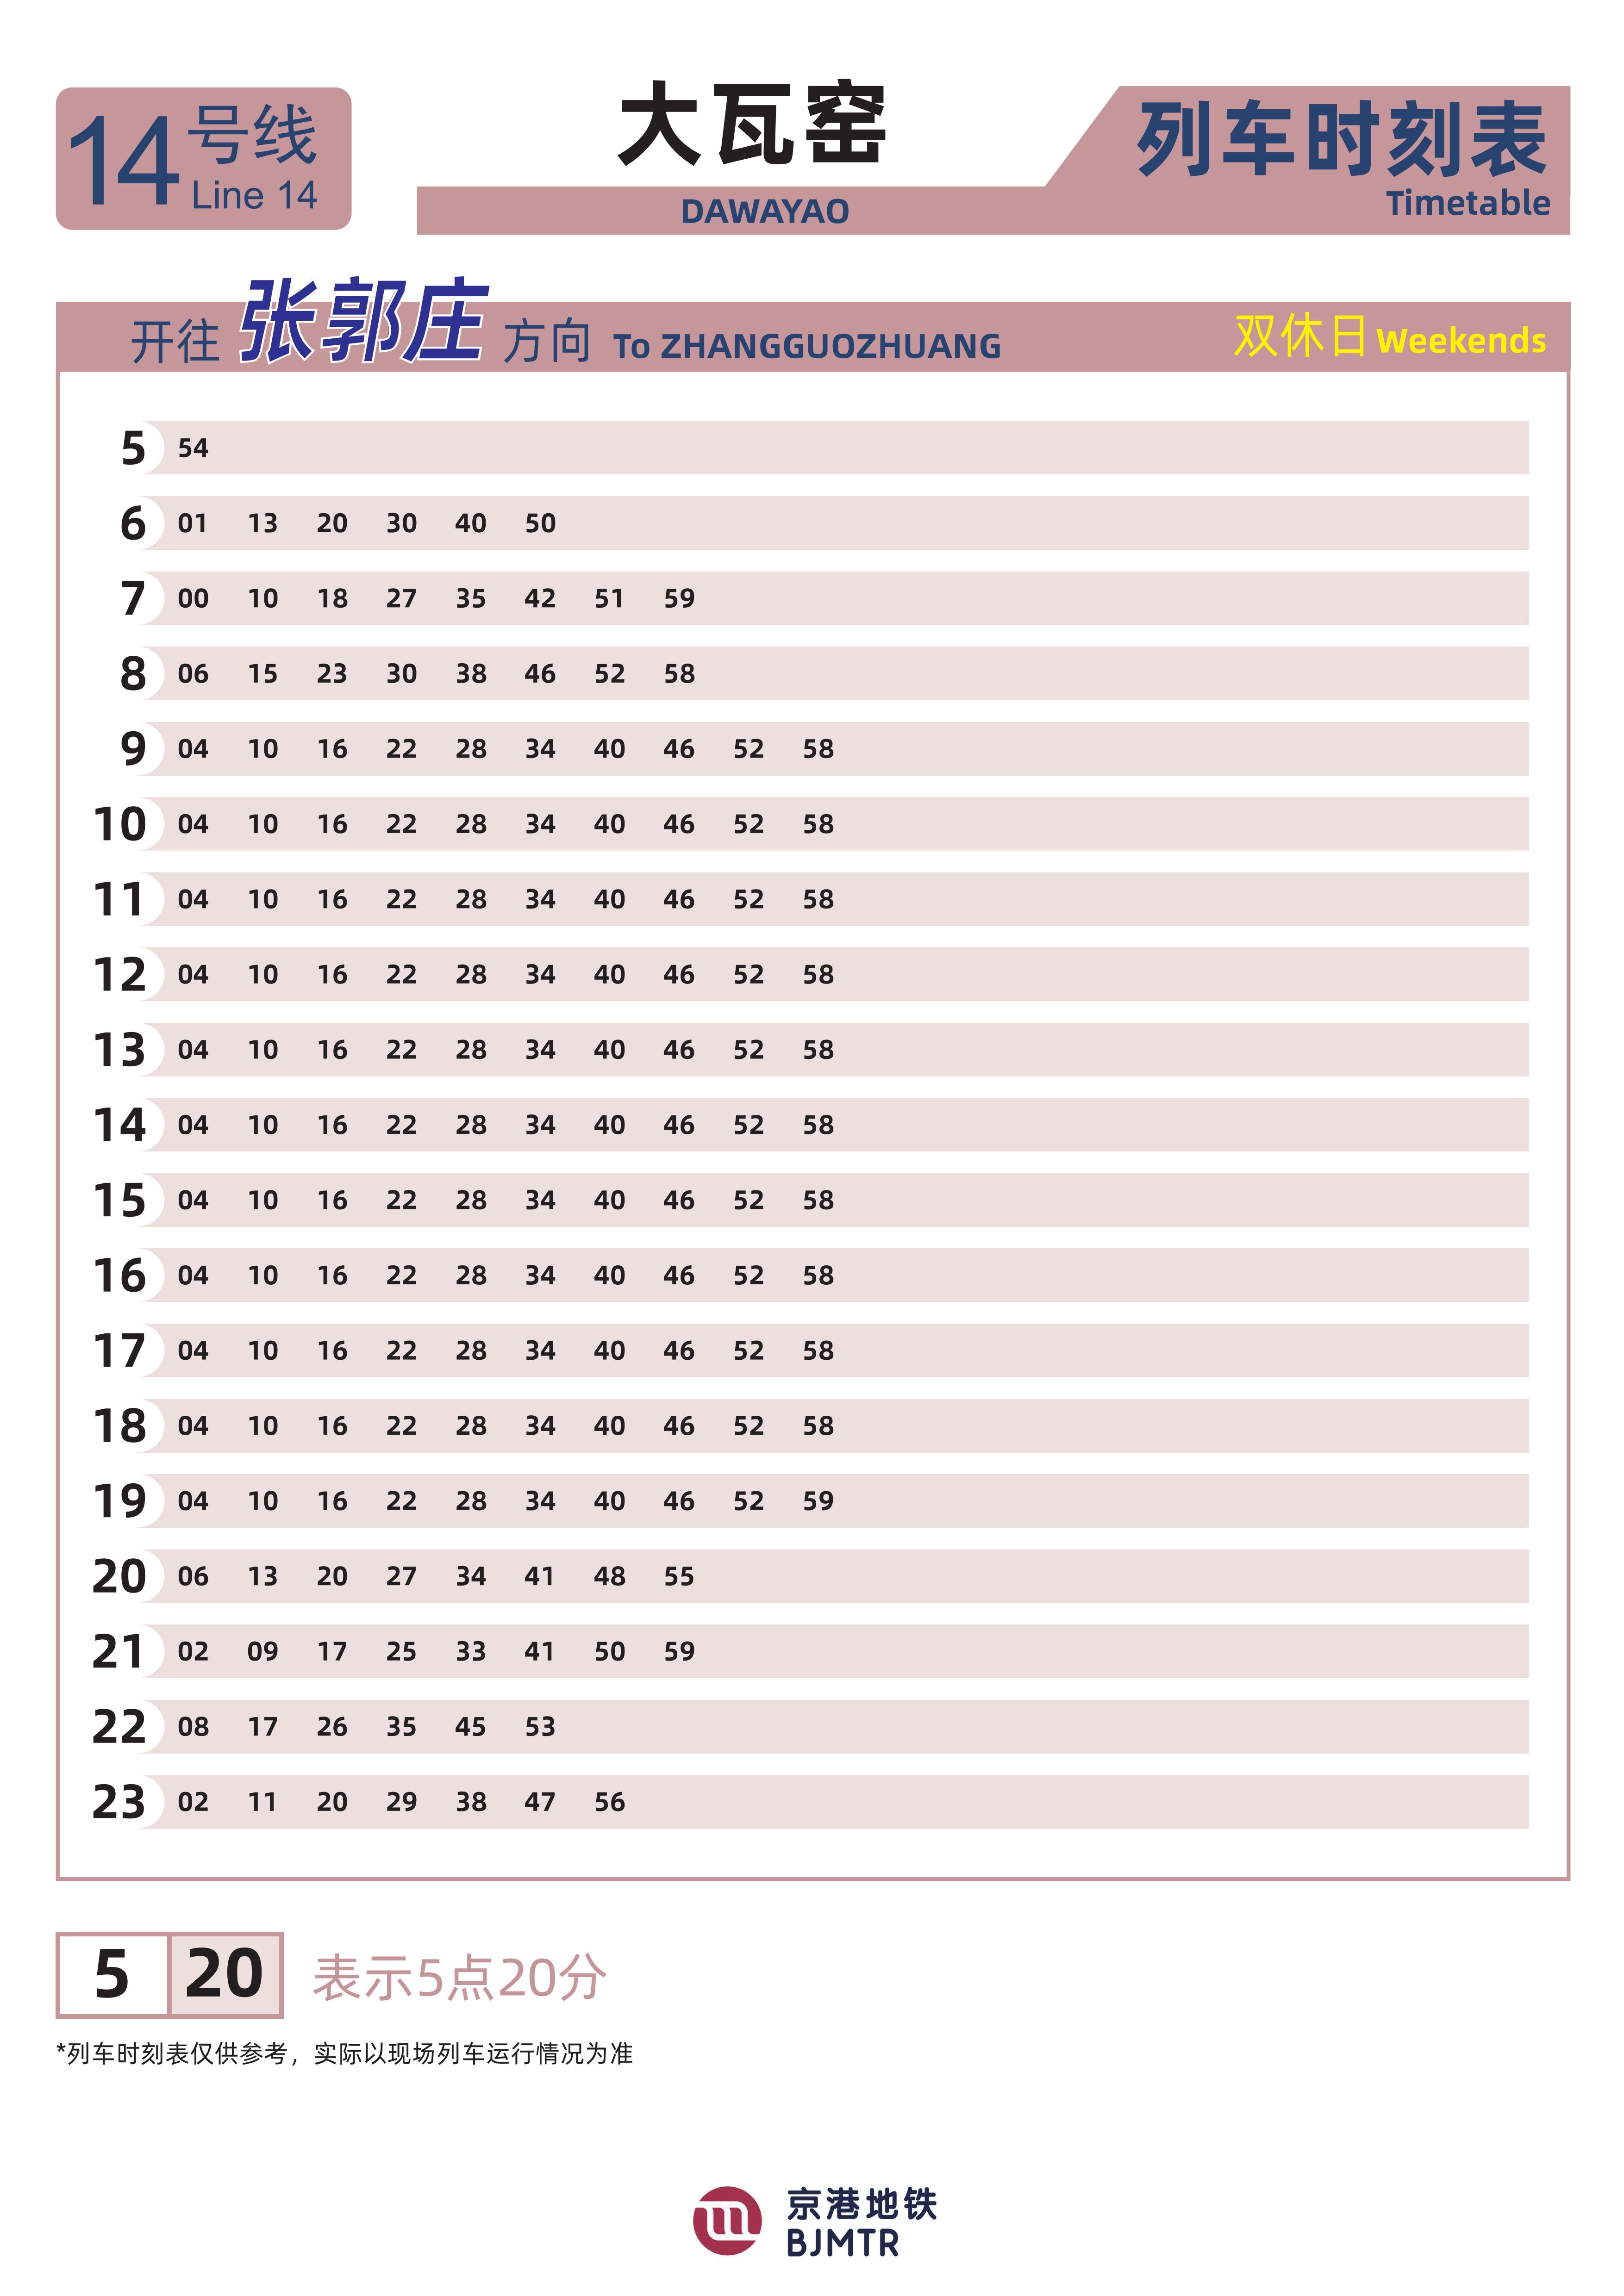 14号线
Line 14
大瓦窑
DAWAYAO
列车时刻表
Timetable
开往 张郭庄 方向 To ZHANGGUOZHUANG 双休日 Weekends
5 54
6 01 13 20 30 40 50
7 00 10 18 27 35 42 51 59
8 06 15 23 30 38 46 52 58
9 04 10 16 22 28 34 40 46 52 58
10 04 10 16 22 28 34 40 46 52 58
11 04 10 16 22 28 34 40 46 52 58
12 04 10 16 22 28 34 40 46 52 58
13 04 10 16 22 28 34 40 46 52 58
14 04 10 16 22 28 34 40 46 52 58
15 04 10 16 22 28 34 40 46 52 58
16 04 10 16 22 28 34 40 46 52 58
17 04 10 16 22 28 34 40 46 52 58
18 04 10 16 22 28 34 40 46 52 58
19 04 10 16 22 28 34 40 46 52 59
20 06 13 20 27 34 41 48 55
21 02 09 17 25 33 41 50 59
22 08 17 26 35 45 53
23 02 11 20 29 38 47 56
5 20 表示5点20分
*列车时刻表仅供参考，实际以现场列车运行情况为准
京港地铁
BJMTR